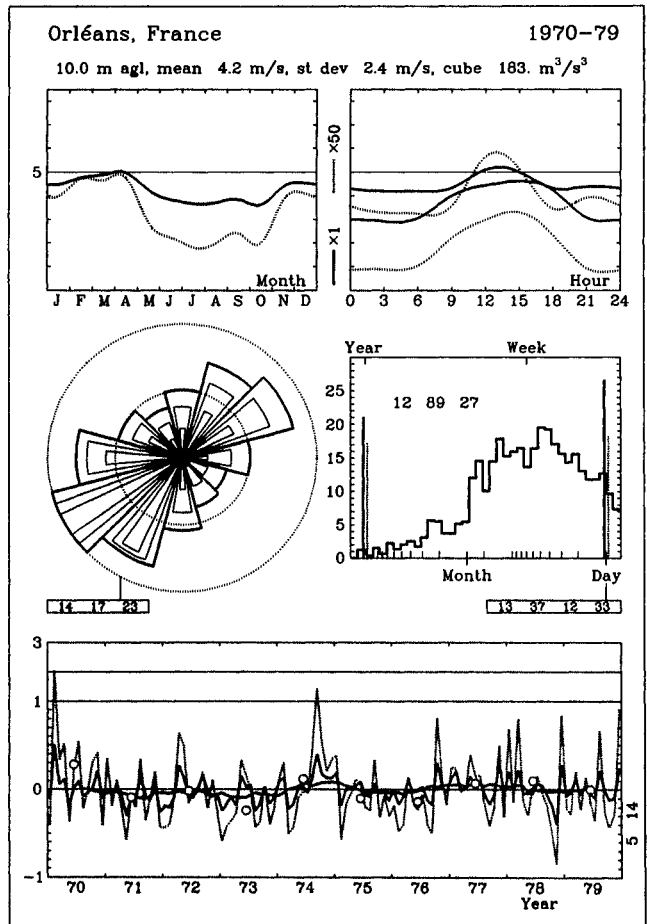 Orléans, France 1970-79
10.0 m agl, mean 4.2 m/s, st dev 2.4 m/s, cube 183. m³/s³
5
×1 ×50
J F M A M J J A S O N D
Month
0 3 6 9 12 15 18 21 24
Hour
Year Week
25
20
15
10
5
0
12 89 27
Month Day
14 17 23
13 37 12 33
3
1
0
-1
70 71 72 73 74 75 76 77 78 79
Year
5 14